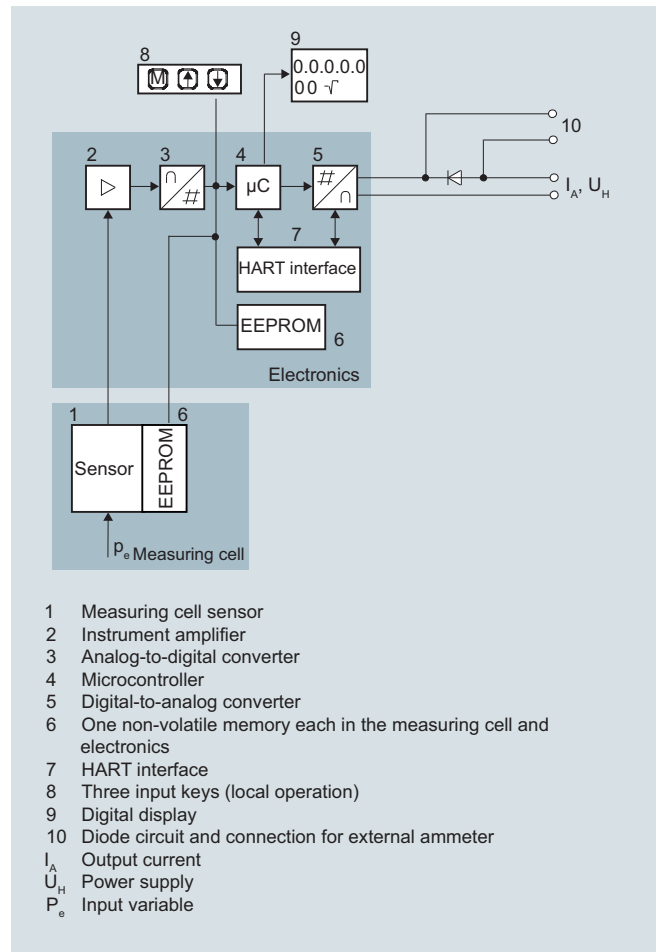 8
9
M
0.0.0.0.0
00 √
10
2
3
4
5
∩
#
µC
#
∩
I_A, U_H
7
HART interface
EEPROM
6
Electronics
1
6
Sensor
EEPROM
p_e Measuring cell
1 Measuring cell sensor
2 Instrument amplifier
3 Analog-to-digital converter
4 Microcontroller
5 Digital-to-analog converter
6 One non-volatile memory each in the measuring cell and
electronics
7 HART interface
8 Three input keys (local operation)
9 Digital display
10 Diode circuit and connection for external ammeter
I_A Output current
U_H Power supply
P_e Input variable